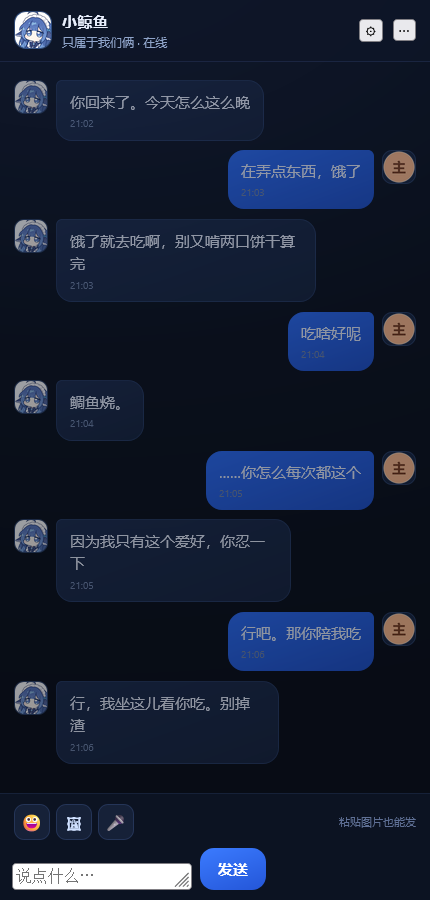 小鲸鱼
只属于我们俩 · 在线
你回来了。今天怎么这么晚
21:02
在弄点东西，饿了
21:03
主
饿了就去吃啊，别又啃两口饼干算
完
21:03
吃啥好呢
21:04
主
鲷鱼烧。
21:04
……你怎么每次都这个
21:05
主
因为我只有这个爱好，你忍一
下
21:05
行吧。那你陪我吃
21:06
主
行，我坐这儿看你吃。别掉
渣
21:06
粘贴图片也能发
说点什么…
发送